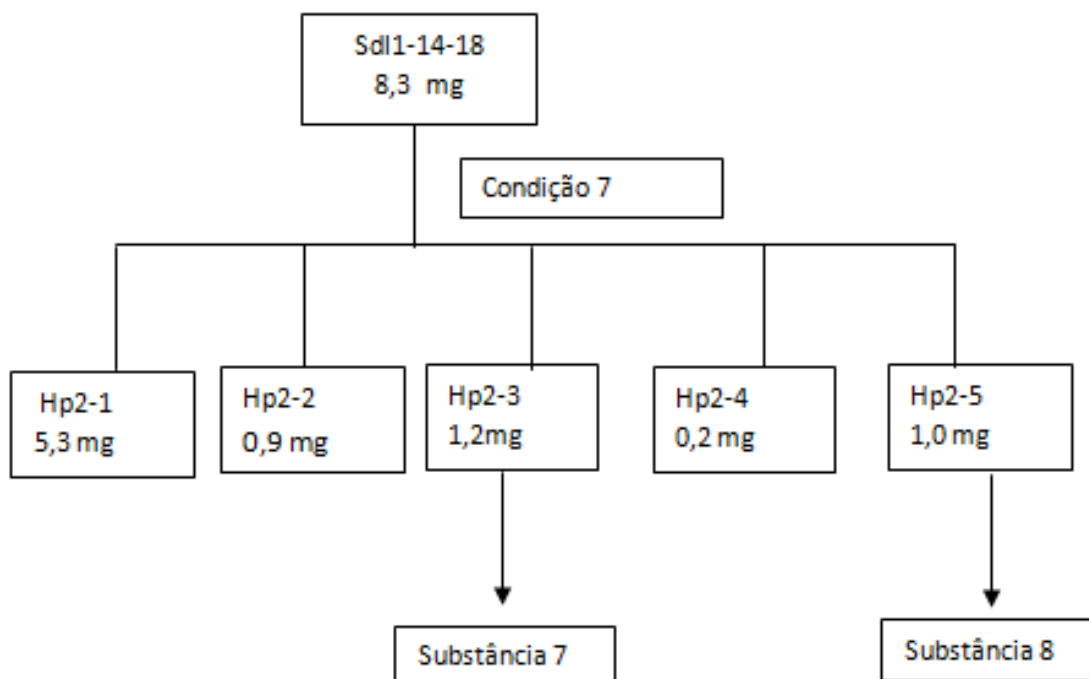 Sdl1-14-18
8,3 mg
Condição 7
Hp2-1
5,3 mg
Hp2-2
0,9 mg
Hp2-3
1,2mg
Hp2-4
0,2 mg
Hp2-5
1,0 mg
Substância 7
Substância 8